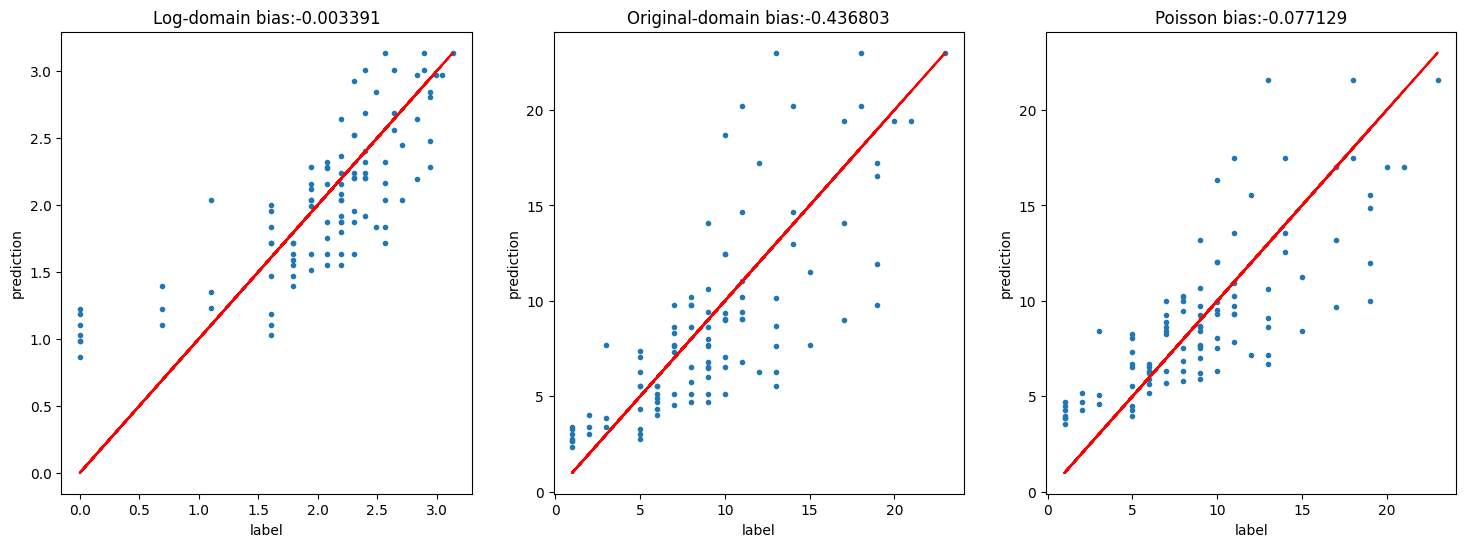 Log-domain bias:-0.003391
3.0
2.5
2.0
1.5
1.0
0.5
0.0
prediction
0.0 0.5 1.0 1.5 2.0 2.5 3.0
label
Original-domain bias:-0.436803
20
15
10
5
0
prediction
0 5 10 15 20
label
Poisson bias:-0.077129
20
15
10
5
0
prediction
0 5 10 15 20
label